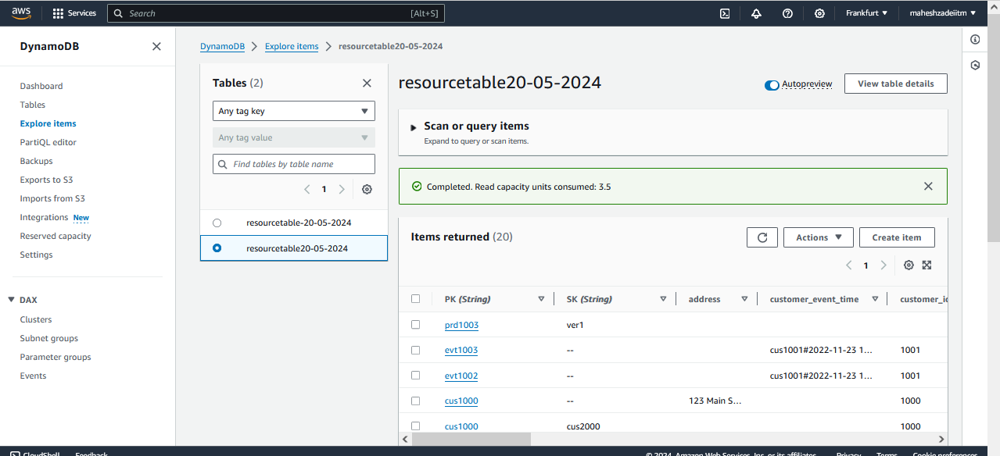 aws
Services
Search
[Alt+S]
Frankfurt
maheshzadeiitm
DynamoDB
Dashboard
Tables
Explore items
PartiQL editor
Backups
Exports to S3
Imports from S3
Integrations New
Reserved capacity
Settings
DAX
Clusters
Subnet groups
Parameter groups
Events
DynamoDB
Explore items
resourcetable20-05-2024
Tables (2)
Any tag key
Any tag value
Find tables by table name
1
resourcetable-20-05-2024
resourcetable20-05-2024
resourcetable20-05-2024
Autopreview
View table details
Scan or query items
Expand to query or scan items.
Completed. Read capacity units consumed: 3.5
Items returned (20)
Actions
Create item
1
PK (String) SK (String) address customer_event_time customer_ic
prd1003 ver1
evt1003 -- cus1001#2022-11-23 1... 1001
evt1002 -- cus1001#2022-11-23 1... 1001
cus1000 -- 123 Main S... 1000
cus1000 cus2000 1000
CloudShell Feedback © 2024, Amazon Web Services, Inc. or its affiliates. Privacy Terms Cookie preferences